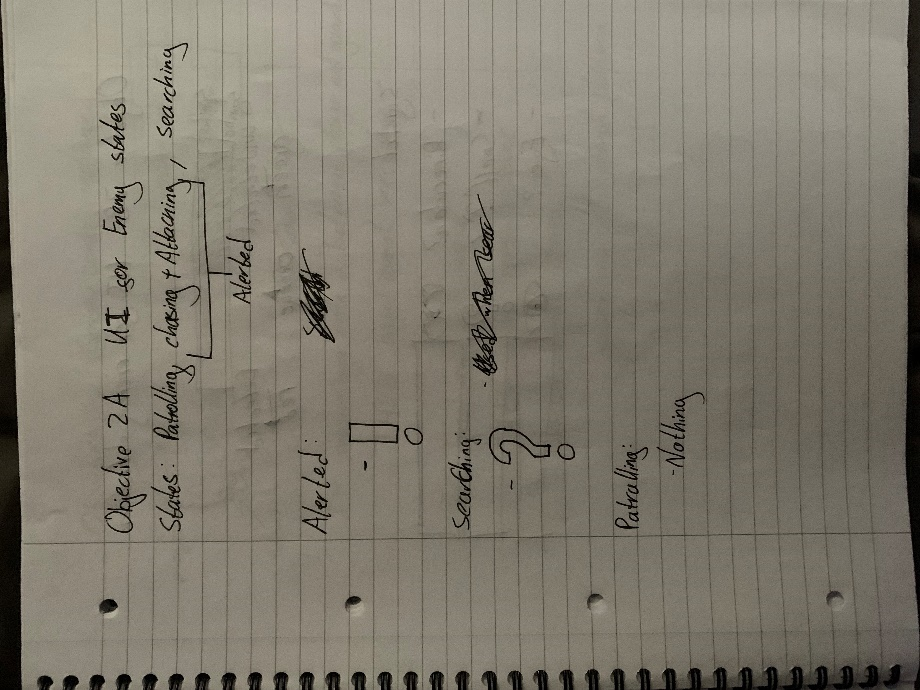 Objective 2A UI for Enemy states
States: Patrolling, chasing + Attacking, searching
Alerted
Alerted:
- !
Searching:
- ?
Patrolling:
- Nothing